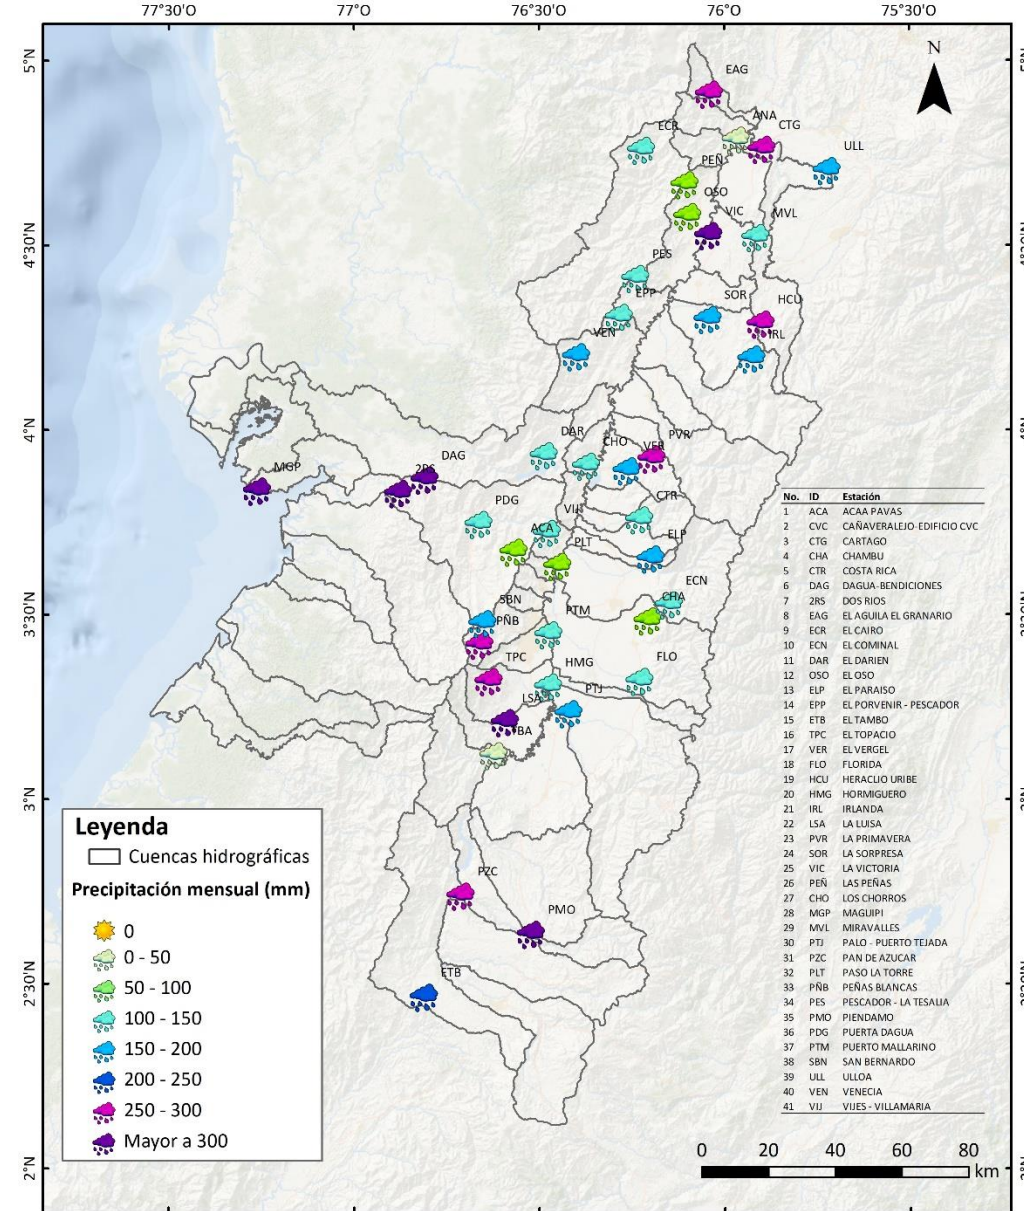 77°30'O 77°0'O 76°30'O 76°0'O 75°30'O
5°N
4°30'N
4°N
3°30'N
3°N
2°30'N
2°N
N
EAG
ANA
CTG
ECR
ULL
PEÑ
OSO
VIC
MVL
PES
EPP
SOR
HCU
IRL
VEN
DAR
CHO
VER
PVR
DAG
2RS
MGP
PDG
VIJ
CTR
ACA
PLT
ELP
ECN
CHA
SBN
PTM
PÑB
TPC
HMG
FLO
LSA
PTJ
BA
PZC
PMO
ETB
No. ID Estación
1 ACA ACAA PAVAS
2 CVC CAÑAVERALEJO-EDIFICIO CVC
3 CTG CARTAGO
4 CHA CHAMBU
5 CTR COSTA RICA
6 DAG DAGUA-BENDICIONES
7 2RS DOS RIOS
8 EAG EL AGUILA EL GRANARIO
9 ECR EL CAIRO
10 ECN EL COMINAL
11 DAR EL DARIEN
12 OSO EL OSO
13 ELP EL PARAISO
14 EPP EL PORVENIR - PESCADOR
15 ETB EL TAMBO
16 TPC EL TOPACIO
17 VER EL VERGEL
18 FLO FLORIDA
19 HCU HERACLIO URIBE
20 HMG HORMIGUERO
21 IRL IRLANDA
22 LSA LA LUISA
23 PVR LA PRIMAVERA
24 SOR LA SORPRESA
25 VIC LA VICTORIA
26 PEÑ LAS PEÑAS
27 CHO LOS CHORROS
28 MGP MAGUIPI
29 MVL MIRAVALLES
30 PTJ PALO - PUERTO TEJADA
31 PZC PAN DE AZUCAR
32 PLT PASO LA TORRE
33 PÑB PEÑAS BLANCAS
34 PES PESCADOR - LA TESALIA
35 PMO PIENDAMO
36 PDG PUERTA DAGUA
37 PTM PUERTO MALLARINO
38 SBN SAN BERNARDO
39 ULL ULLOA
40 VEN VENECIA
41 VIJ VIJES - VILLAMARIA
Leyenda
Cuencas hidrográficas
Precipitación mensual (mm)
0
0 - 50
50 - 100
100 - 150
150 - 200
200 - 250
250 - 300
Mayor a 300
0 20 40 60 80
km